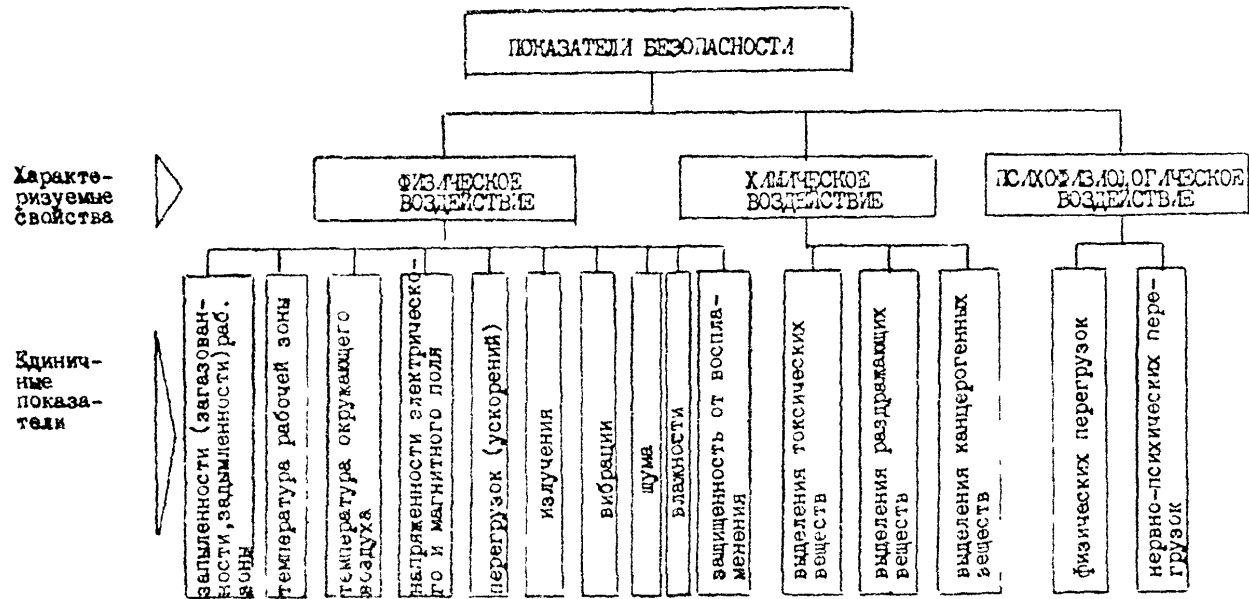 ПОКАЗАТЕЛИ БЕЗОПАСНОСТИ
Характе-
ризуемые
свойства
ФИЗИЧЕСКОЕ
ВОЗДЕЙСТВИЕ
ХИМИЧЕСКОЕ
ВОЗДЕЙСТВИЕ
ПСИХОФИЗИОЛОГИЧЕСКОЕ
ВОЗДЕЙСТВИЕ
Единич-
ные
показа-
тели
запыленности (загазован-
ности,задымленности)раб.
зоны
температура рабочей зоны
температура окружающего
воздуха
напряженности электрическо-
го и магнитного поля
перегрузок (ускорений)
излучения
вибрации
шума
влажности
защищенность от воспла-
менения
выделения токсических
веществ
выделения раздражающих
веществ
выделения канцерогенных
веществ
физических перегрузок
нервно-психических пере-
грузок